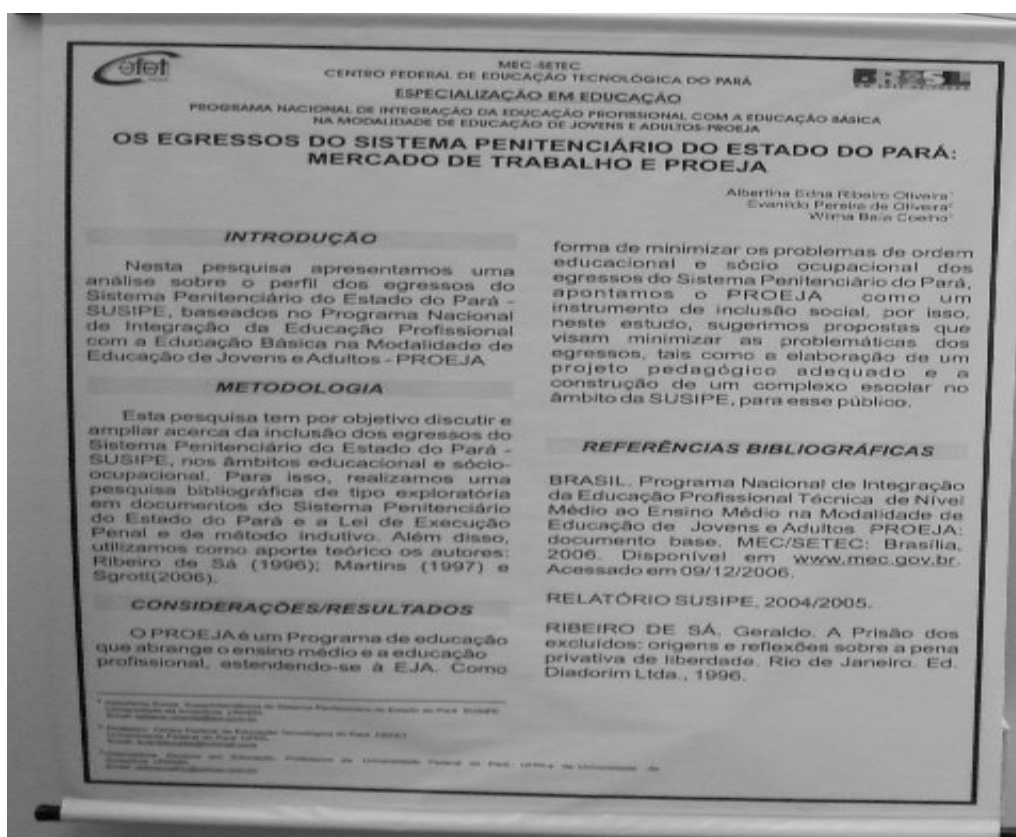 cefet
MEC-SETEC
CENTRO FEDERAL DE EDUCAÇÃO TECNOLÓGICA DO PARÁ
BRASIL
ESPECIALIZAÇÃO EM EDUCAÇÃO
PROGRAMA NACIONAL DE INTEGRAÇÃO DA EDUCAÇÃO PROFISSIONAL COM A EDUCAÇÃO BÁSICA
NA MODALIDADE DE EDUCAÇÃO DE JOVENS E ADULTOS-PROEJA
OS EGRESSOS DO SISTEMA PENITENCIÁRIO DO ESTADO DO PARÁ:
MERCADO DE TRABALHO E PROEJA
Albertina Edna Ribeiro Oliveira¹
Evanildo Pereira de Oliveira²
Wilma Baía Coelho³
INTRODUÇÃO
Nesta pesquisa apresentamos uma
análise sobre o perfil dos egressos do
Sistema Penitenciário do Estado do Pará -
SUSIPE, baseados no Programa Nacional
de Integração da Educação Profissional
com a Educação Básica na Modalidade de
Educação de Jovens e Adultos - PROEJA
METODOLOGIA
Esta pesquisa tem por objetivo discutir e
ampliar acerca da inclusão dos egressos do
Sistema Penitenciário do Estado do Pará -
SUSIPE, nos âmbitos educacional e sócio-
ocupacional. Para isso, realizamos uma
pesquisa bibliográfica de tipo exploratória
em documentos do Sistema Penitenciário
do Estado do Pará e a Lei de Execução
Penal e de método indutivo. Além disso,
utilizamos como aporte teórico os autores:
Ribeiro de Sá (1996); Martins (1997) e
Sgrott(2006).
CONSIDERAÇÕES/RESULTADOS
O PROEJA é um Programa de educação
que abrange o ensino médio e a educação
profissional, estendendo-se à EJA. Como
forma de minimizar os problemas de ordem
educacional e sócio ocupacional dos
egressos do Sistema Penitenciário do Pará,
apontamos o PROEJA como um
instrumento de inclusão social, por isso,
neste estudo, sugerimos propostas que
visam minimizar as problemáticas dos
egressos, tais como a elaboração de um
projeto pedagógico adequado e a
construção de um complexo escolar no
âmbito da SUSIPE, para esse público.
REFERÊNCIAS BIBLIOGRÁFICAS
BRASIL. Programa Nacional de Integração
da Educação Profissional Técnica de Nível
Médio ao Ensino Médio na Modalidade de
Educação de Jovens e Adultos PROEJA:
documento base. MEC/SETEC: Brasília,
2006. Disponível em www.mec.gov.br.
Acessado em 09/12/2006.
RELATÓRIO SUSIPE, 2004/2005.
RIBEIRO DE SÁ, Geraldo. A Prisão dos
excluídos: origens e reflexões sobre a pena
privativa de liberdade. Rio de Janeiro. Ed.
Diadorim Ltda., 1996.